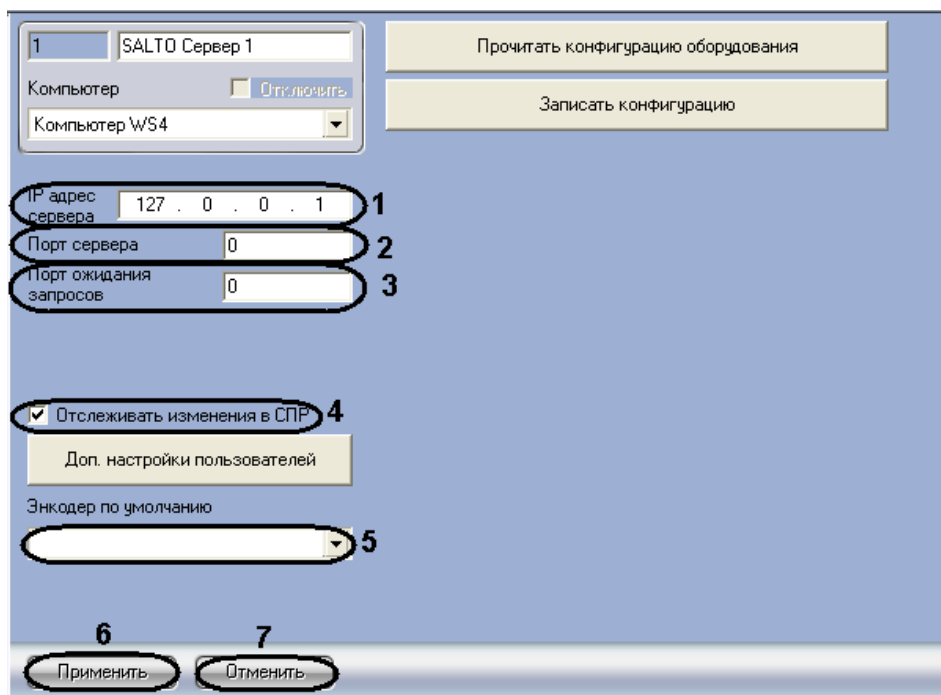 1 SALTO Сервер 1
Прочитать конфигурацию оборудования
Компьютер Отключить
Записать конфигурацию
Компьютер WS4
IP адрес
сервера 127 . 0 . 0 . 1 1
Порт сервера 0 2
Порт ожидания
запросов 0 3
Отслеживать изменения в СПР 4
Доп. настройки пользователей
Энкодер по умолчанию
5
6 7
Применить Отменить